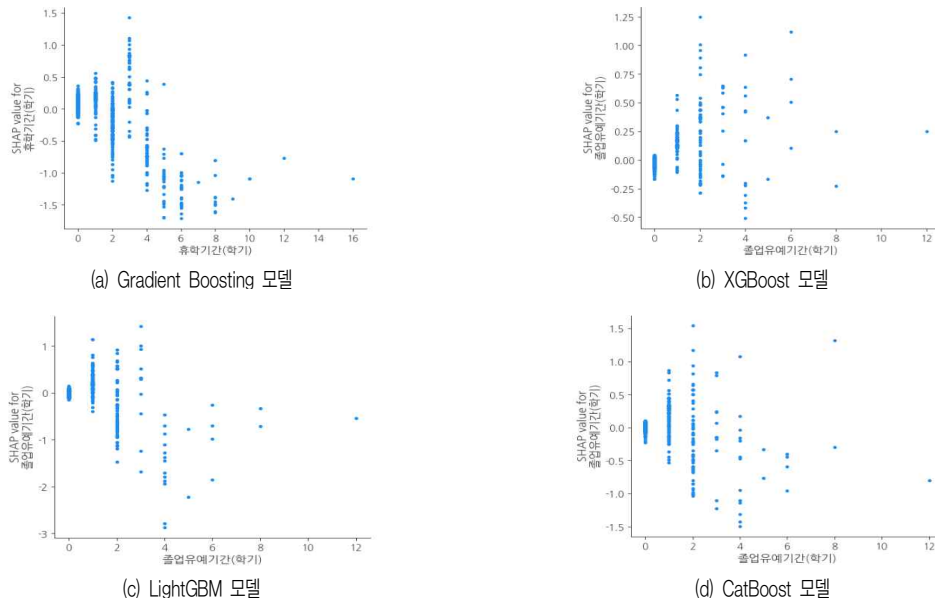 1.5
1.0
0.5
0.0
-0.5
-1.0
-1.5
SHAP value for
휴학기간(학기)
0 2 4 6 8 10 12 14 16
휴학기간(학기)
(a) Gradient Boosting 모델
1.25
1.00
0.75
0.50
0.25
0.00
-0.25
-0.50
SHAP value for
졸업유예기간(학기)
0 2 4 6 8 10 12
졸업유예기간(학기)
(b) XGBoost 모델
1
0
-1
-2
-3
SHAP value for
졸업유예기간(학기)
0 2 4 6 8 10 12
졸업유예기간(학기)
(c) LightGBM 모델
1.5
1.0
0.5
0.0
-0.5
-1.0
-1.5
SHAP value for
졸업유예기간(학기)
0 2 4 6 8 10 12
졸업유예기간(학기)
(d) CatBoost 모델